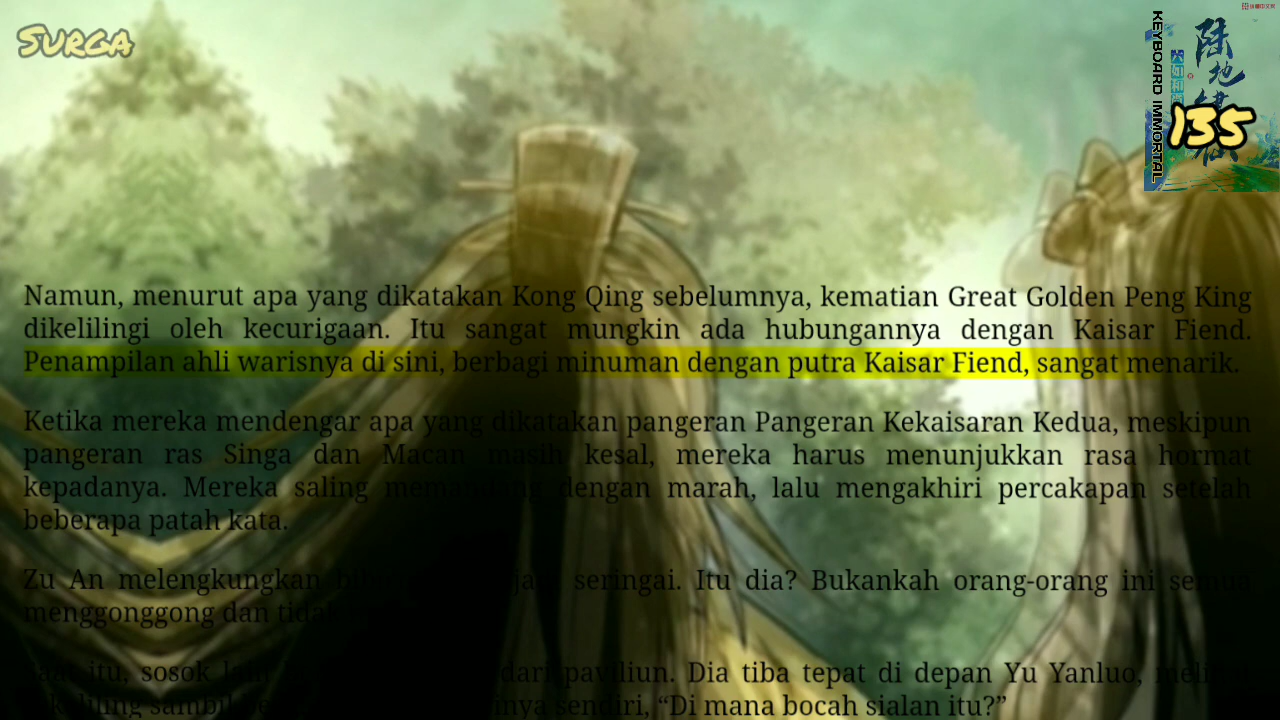 Surga
KEYBOARD IMMORTAL
陆地
135
Namun, menurut apa yang dikatakan Kong Qing sebelumnya, kematian Great Golden Peng King
dikelilingi oleh kecurigaan. Itu sangat mungkin ada hubungannya dengan Kaisar Fiend.
Penampilan ahli warisnya di sini, berbagi minuman dengan putra Kaisar Fiend, sangat menarik.
Ketika mereka mendengar apa yang dikatakan pangeran Pangeran Kekaisaran Kedua, meskipun
pangeran ras Singa dan Macan masih kesal, mereka harus menunjukkan rasa hormat
kepadanya. Mereka saling memandang dengan marah, lalu mengakhiri percakapan setelah
beberapa patah kata.
Zu An melengkungkan seringai. Itu dia? Bukankah orang-orang ini semua
menggonggong dan tidak
itu, sosok lain dari paviliun. Dia tiba tepat di depan Yu Yanluo,
sendiri, “Di mana bocah sialan itu?”